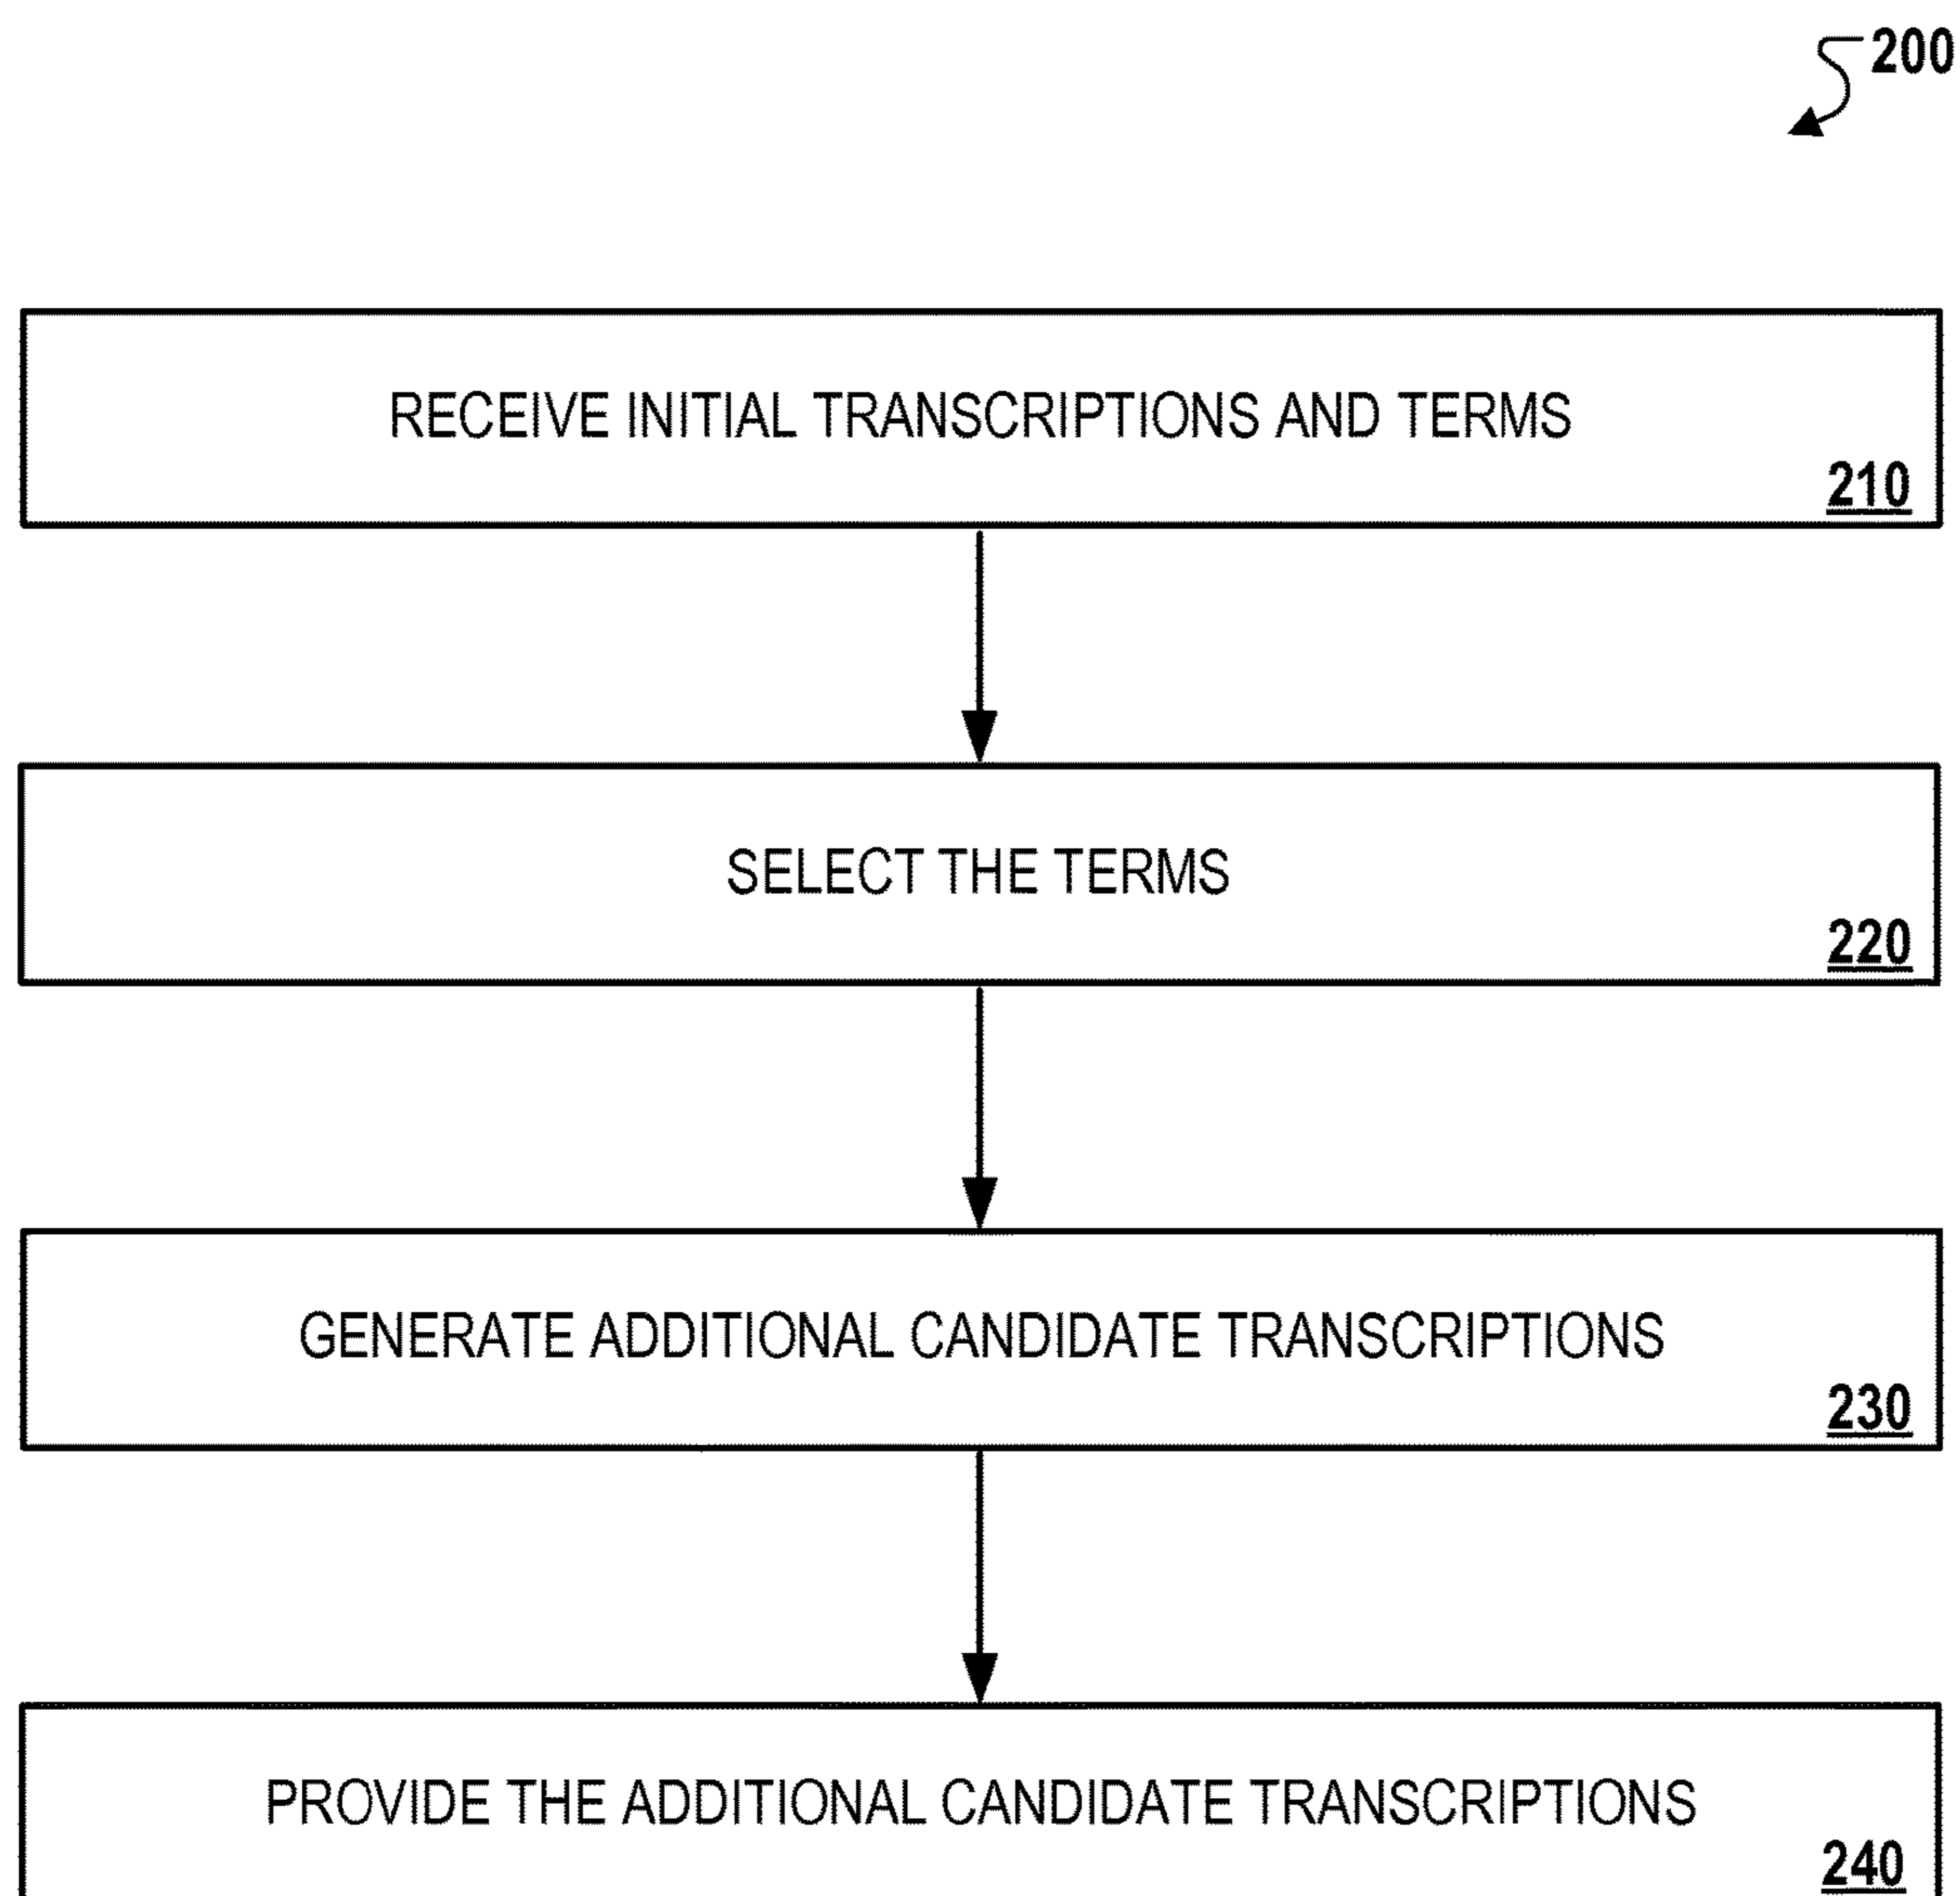 200
RECEIVE INITIAL TRANSCRIPTIONS AND TERMS
210
SELECT THE TERMS
220
GENERATE ADDITIONAL CANDIDATE TRANSCRIPTIONS
230
PROVIDE THE ADDITIONAL CANDIDATE TRANSCRIPTIONS
240